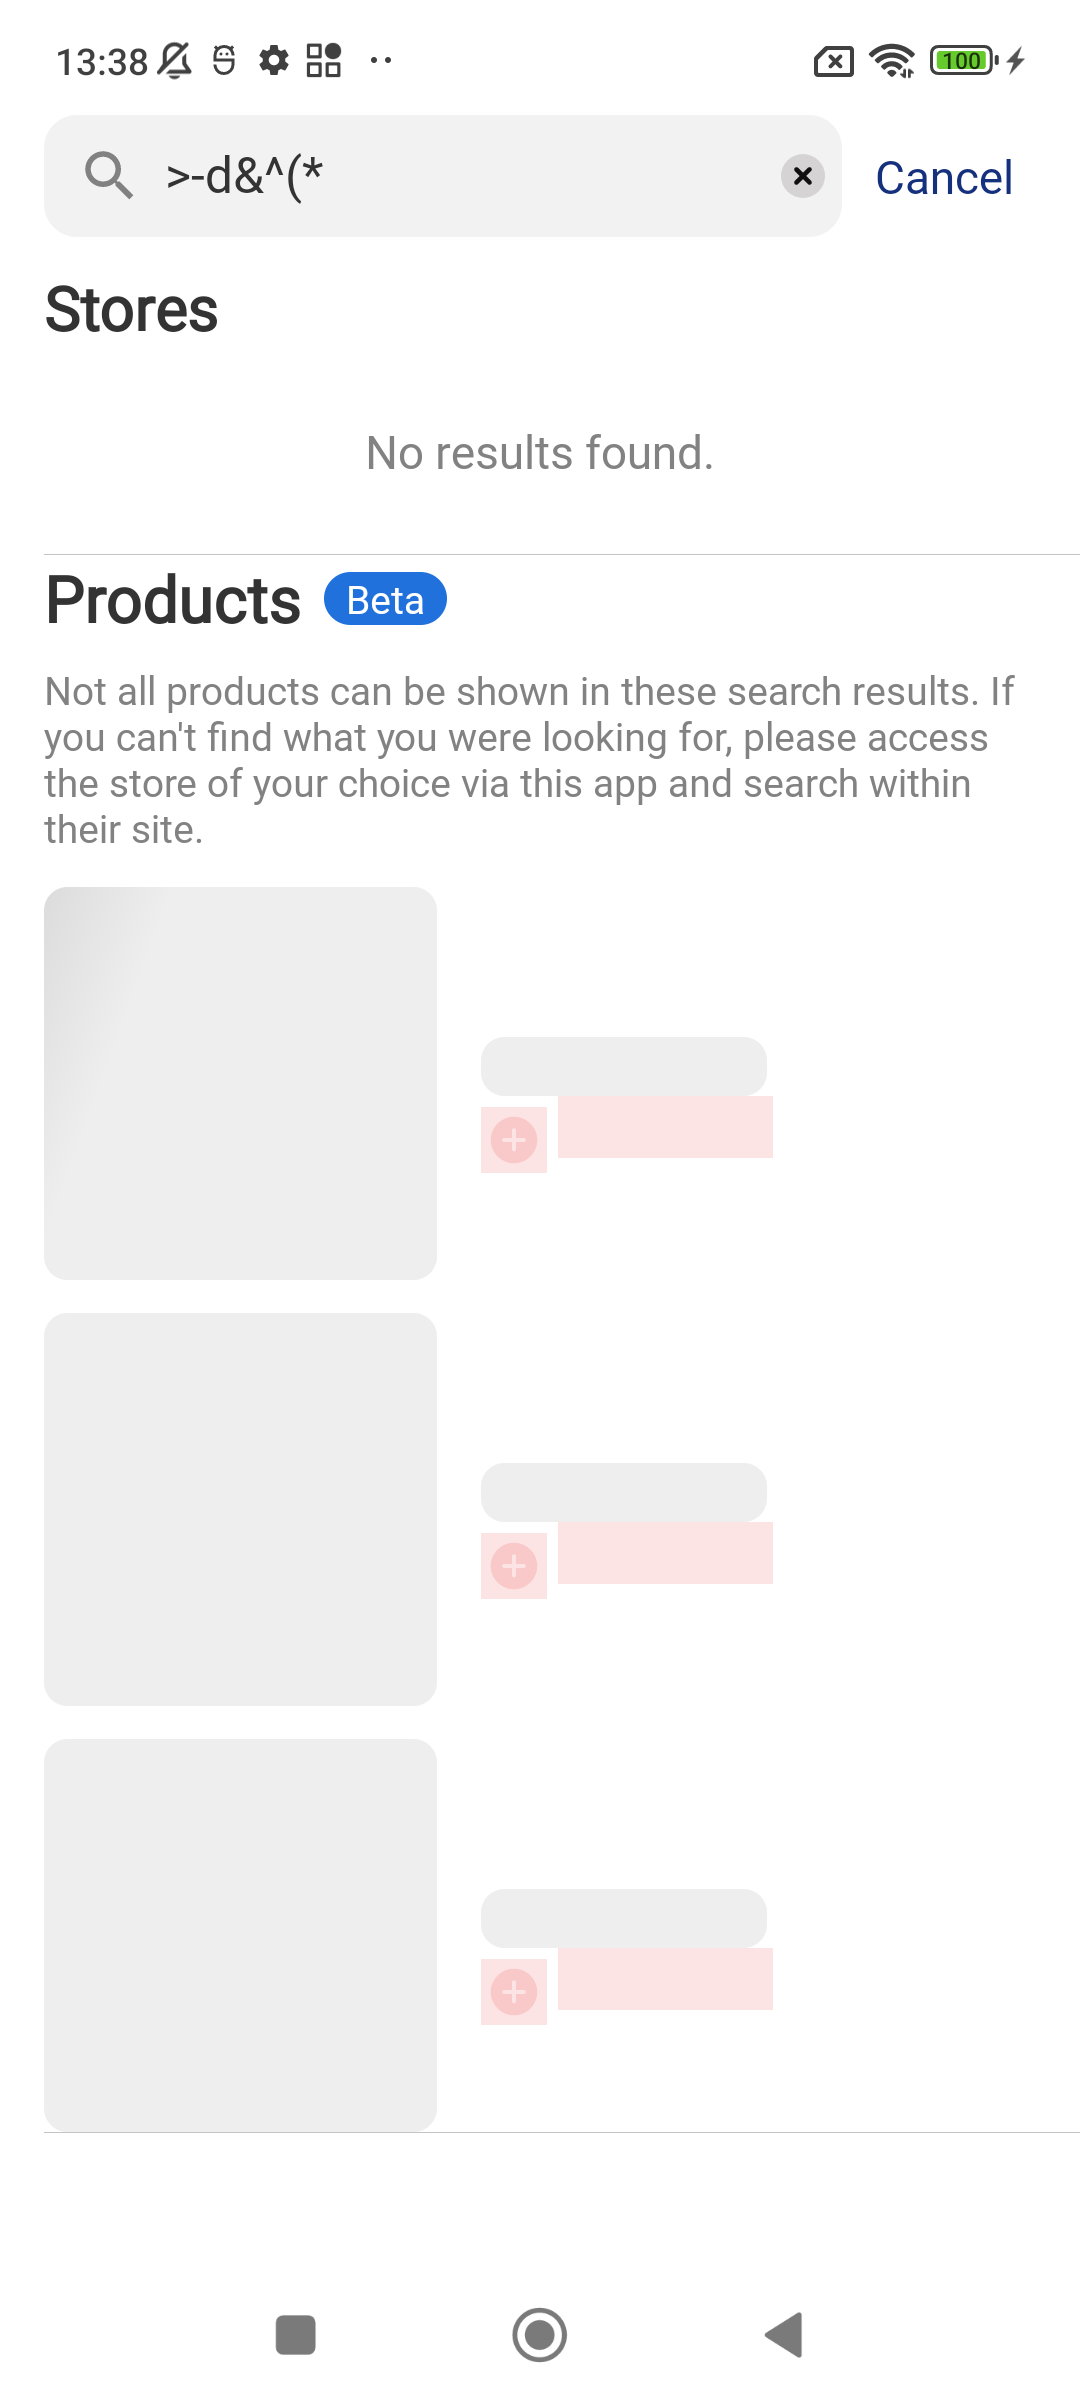 13:38
100
>-d&^(*
Cancel
Stores
No results found.
Products Beta
Not all products can be shown in these search results. If
you can't find what you were looking for, please access
the store of your choice via this app and search within
their site.